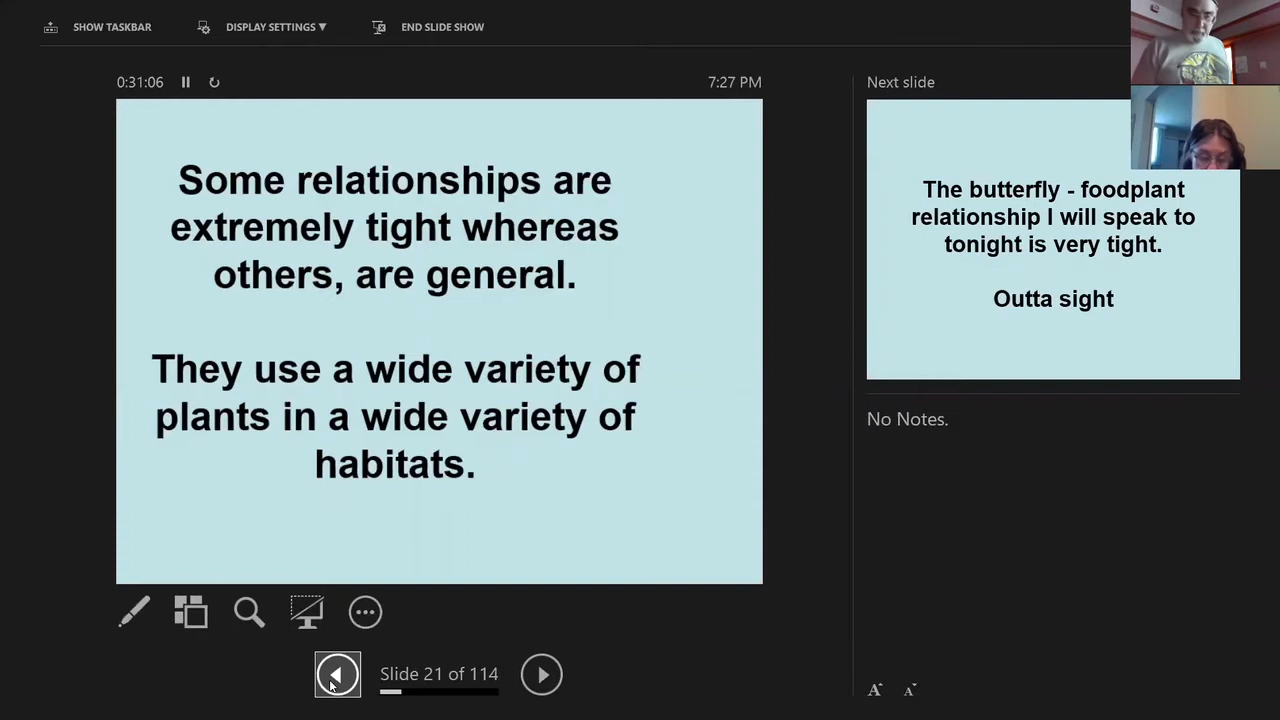 SHOW TASKBAR
DISPLAY SETTINGS ▼
END SLIDE SHOW
0:31:06
7:27 PM
Some relationships are
extremely tight whereas
others, are general.
They use a wide variety of
plants in a wide variety of
habitats.
Slide 21 of 114
Next slide
The butterfly - foodplant
relationship I will speak to
tonight is very tight.
Outta sight
No Notes.
A A